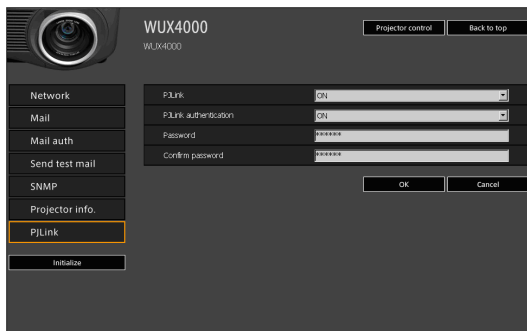 WUX4000
WUX4000
Projector control
Back to top
Network
Mail
Mail auth
Send test mail
SNMP
Projector info.
PJLink
Initialize
PJLink ON
PJLink authentication ON
Password ******
Confirm password ******
OK
Cancel